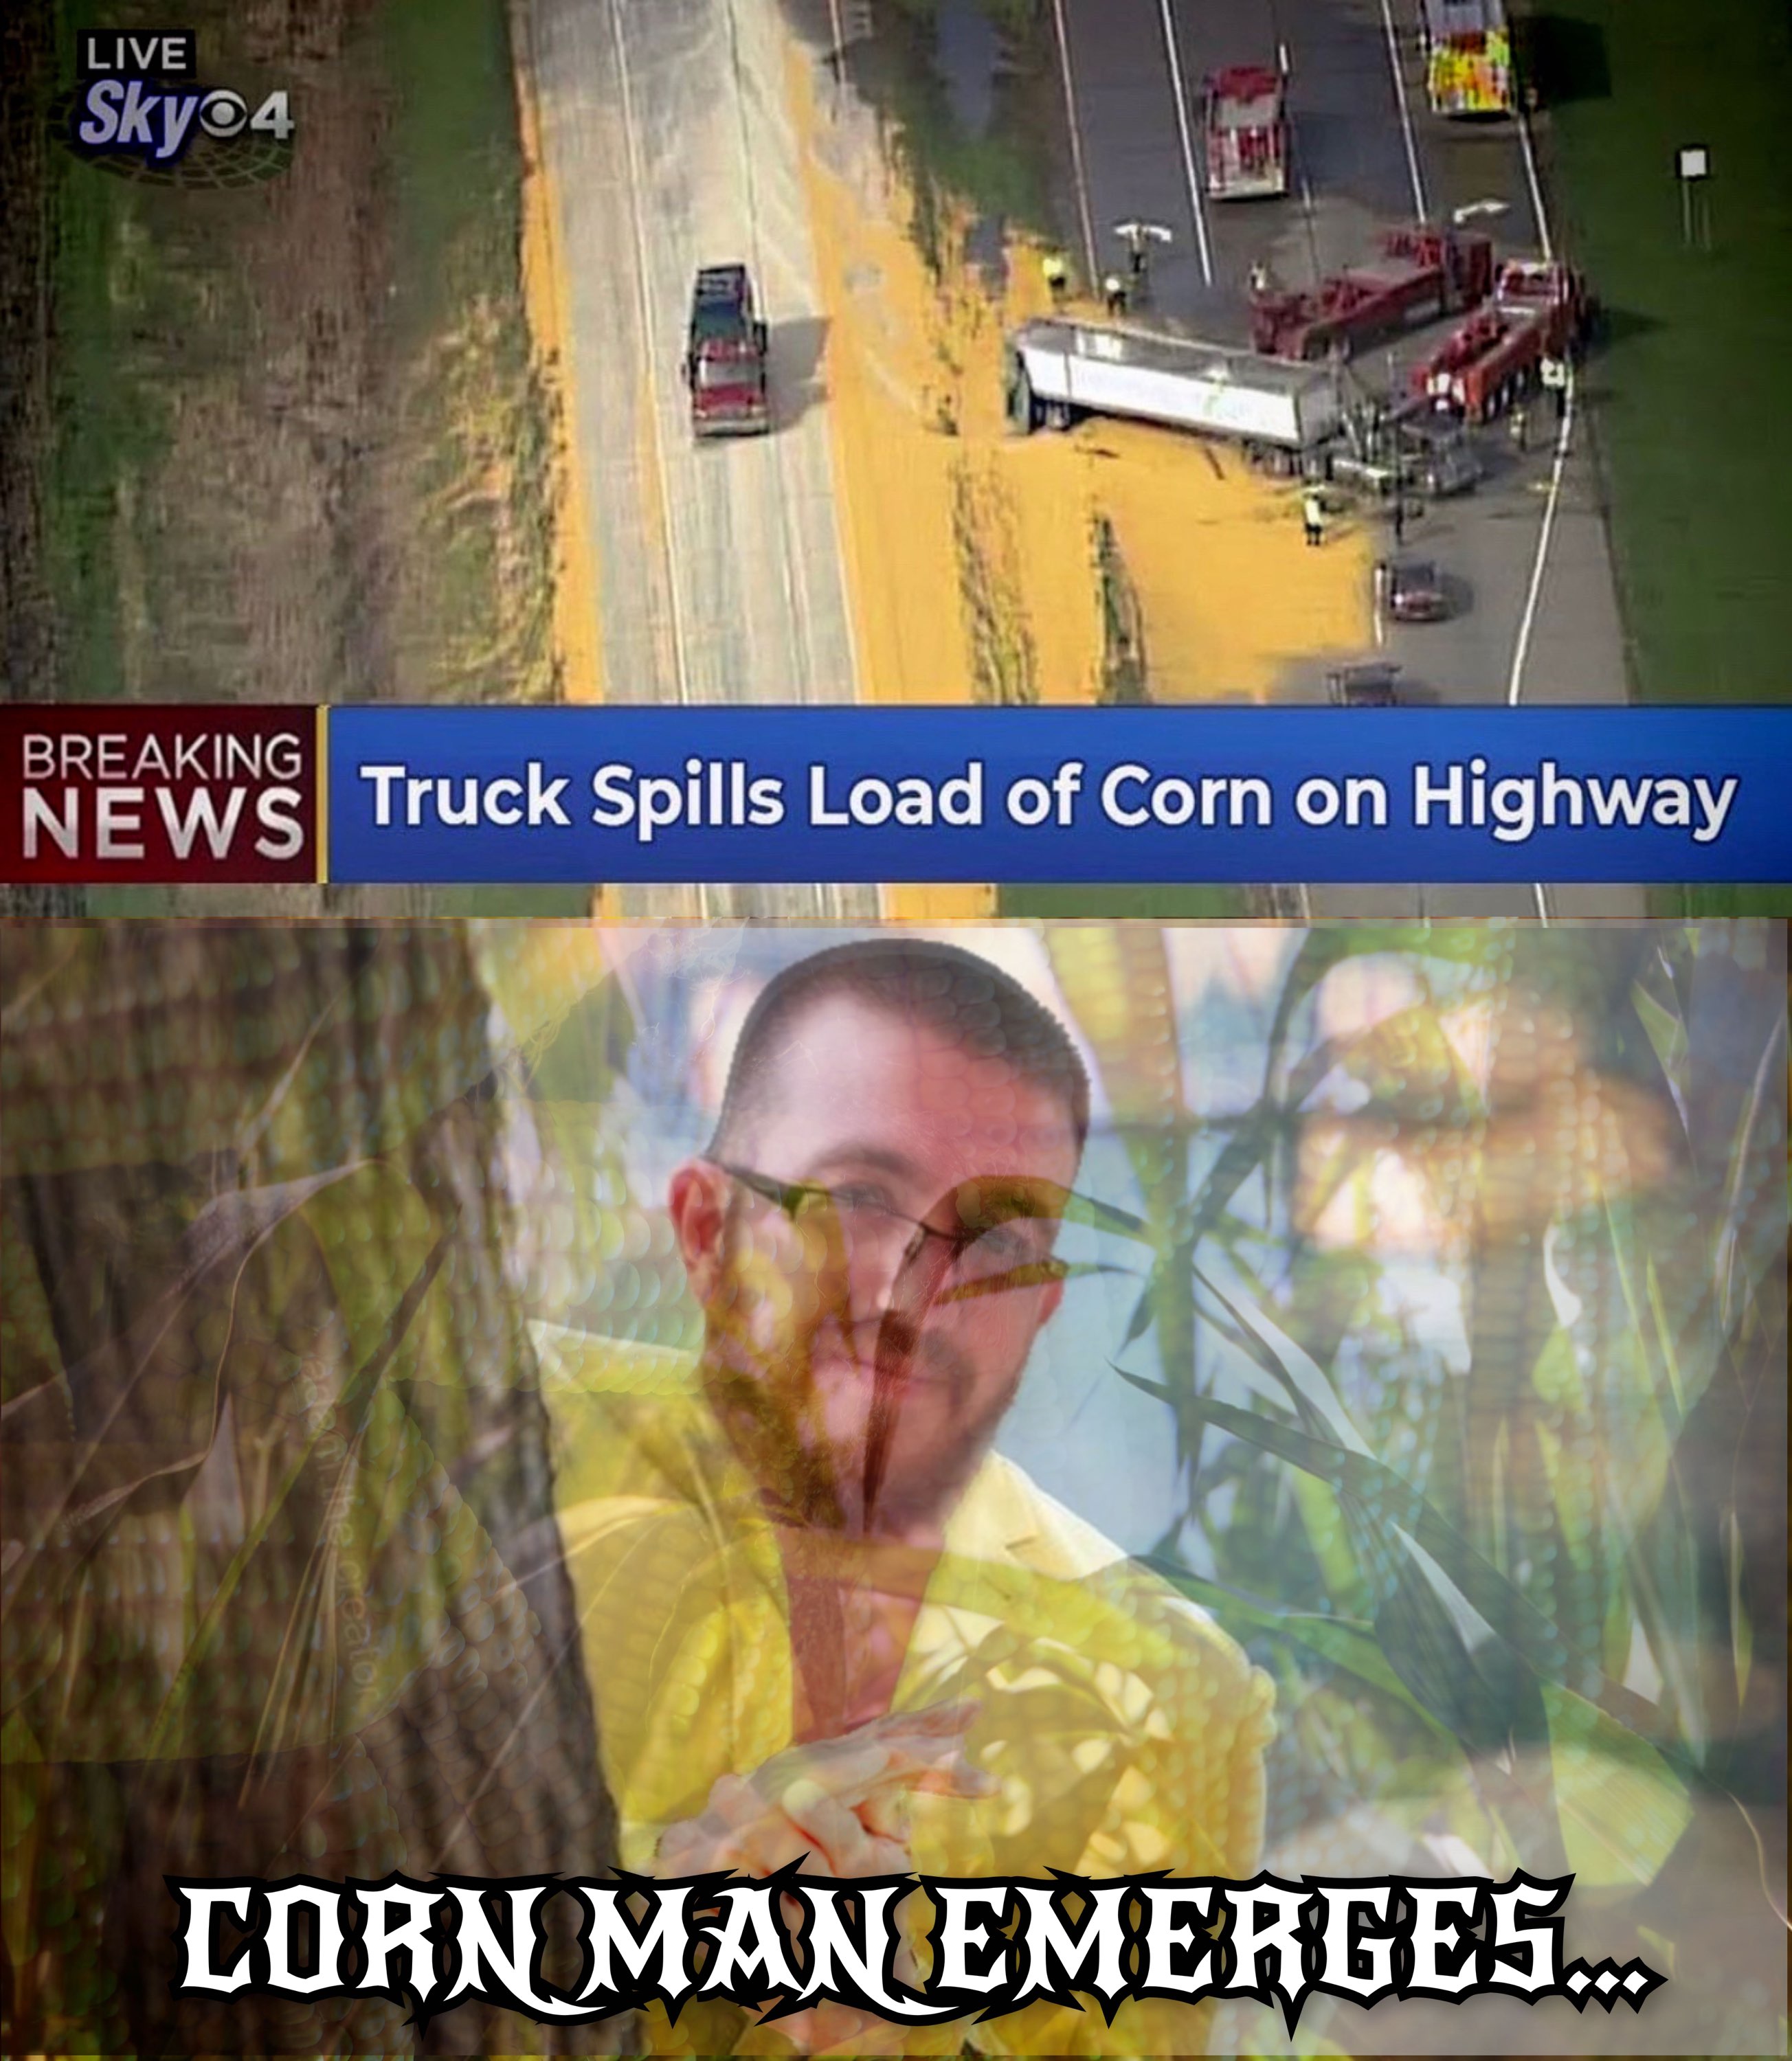 LIVE
Sky 4
BREAKING
NEWS
Truck Spills Load of Corn on Highway
CORN MAN EMERGES...